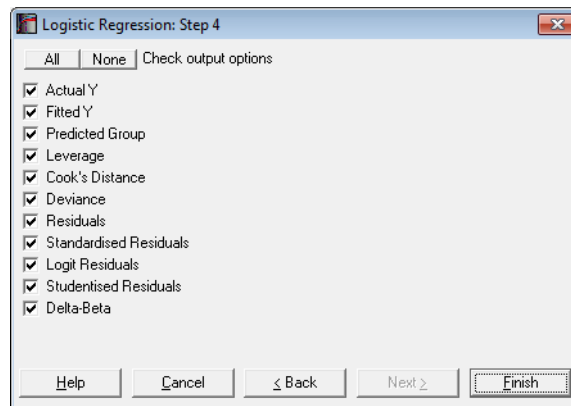 Logistic Regression: Step 4
All None Check output options
Actual Y
Fitted Y
Predicted Group
Leverage
Cook's Distance
Deviance
Residuals
Standardised Residuals
Logit Residuals
Studentised Residuals
Delta-Beta
Help Cancel < Back Next > Finish